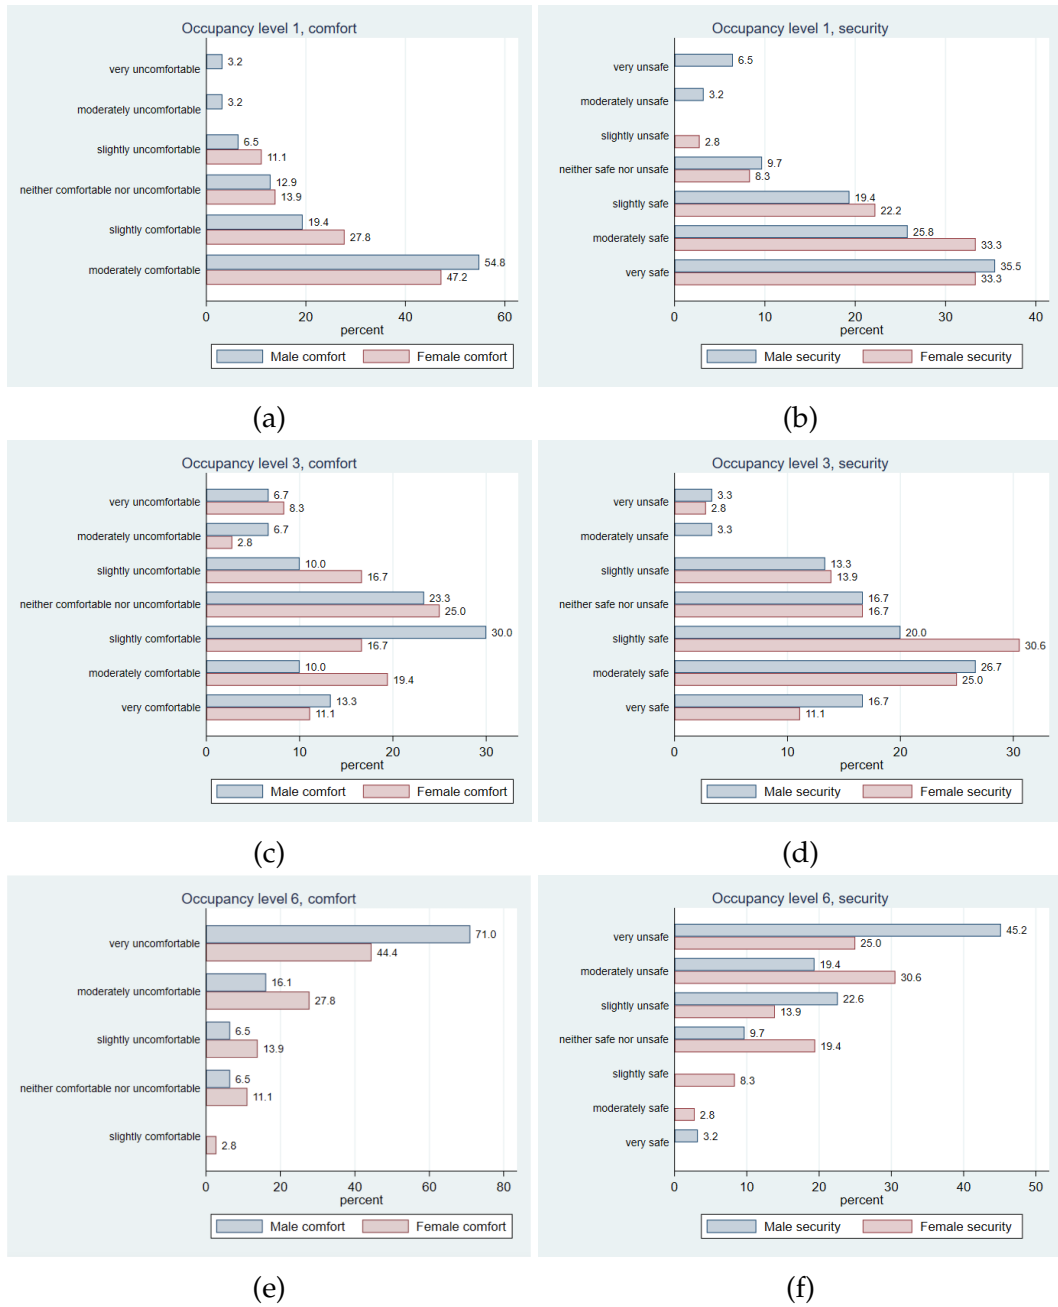 Occupancy level 1, comfort
very uncomfortable
3.2
moderately uncomfortable
3.2
slightly uncomfortable
6.5
11.1
neither comfortable nor uncomfortable
12.9
13.9
slightly comfortable
19.4
27.8
moderately comfortable
54.8
47.2
0 20 40 60
percent
Male comfort Female comfort
(a)
Occupancy level 1, security
very unsafe
6.5
moderately unsafe
3.2
slightly unsafe
2.8
neither safe nor unsafe
9.7
8.3
slightly safe
19.4
22.2
moderately safe
25.8
33.3
very safe
35.5
33.3
0 10 20 30 40
percent
Male security Female security
(b)
Occupancy level 3, comfort
very uncomfortable
6.7
8.3
moderately uncomfortable
6.7
2.8
slightly uncomfortable
10.0
16.7
neither comfortable nor uncomfortable
23.3
25.0
slightly comfortable
30.0
16.7
moderately comfortable
10.0
19.4
very comfortable
13.3
11.1
0 10 20 30
percent
Male comfort Female comfort
(c)
Occupancy level 3, security
very unsafe
3.3
2.8
moderately unsafe
3.3
slightly unsafe
13.3
13.9
neither safe nor unsafe
16.7
16.7
slightly safe
20.0
30.6
moderately safe
26.7
25.0
very safe
16.7
11.1
0 10 20 30
percent
Male security Female security
(d)
Occupancy level 6, comfort
very uncomfortable
71.0
44.4
moderately uncomfortable
16.1
27.8
slightly uncomfortable
6.5
13.9
neither comfortable nor uncomfortable
6.5
11.1
slightly comfortable
2.8
0 20 40 60 80
percent
Male comfort Female comfort
(e)
Occupancy level 6, security
very unsafe
45.2
25.0
moderately unsafe
19.4
30.6
slightly unsafe
22.6
13.9
neither safe nor unsafe
9.7
19.4
slightly safe
8.3
moderately safe
2.8
very safe
3.2
0 10 20 30 40 50
percent
Male security Female security
(f)